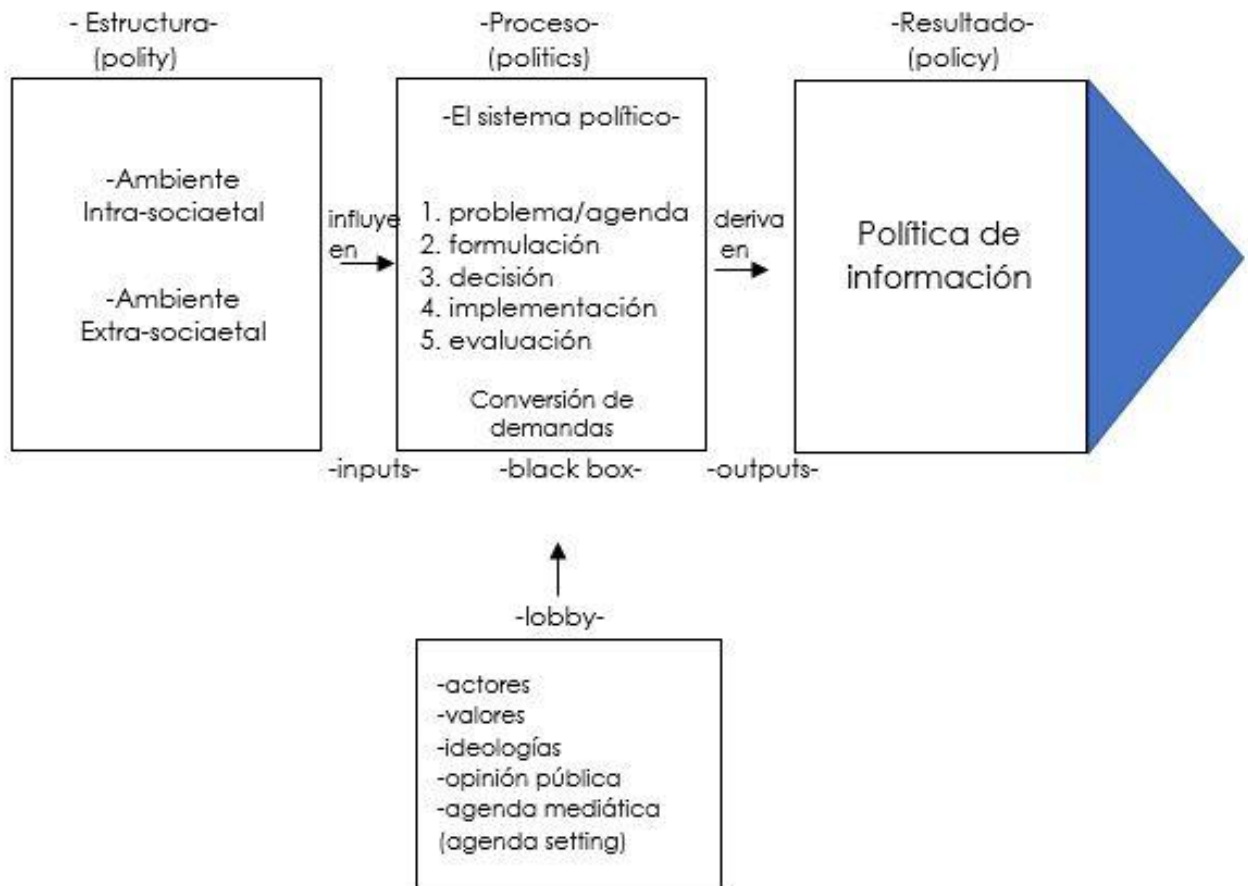 - Estructura-
(polity)
-Ambiente
Intra-sociaetal
-Ambiente
Extra-sociaetal
influye
en
-inputs-
-Proceso-
(politics)
-El sistema político-
1. problema/agenda
2. formulación
3. decisión
4. implementación
5. evaluación
Conversión de
demandas
-black box-
deriva
en
-outputs-
-Resultado-
(policy)
Política de
información
-lobby-
-actores
-valores
-ideologías
-opinión pública
-agenda mediática
(agenda setting)